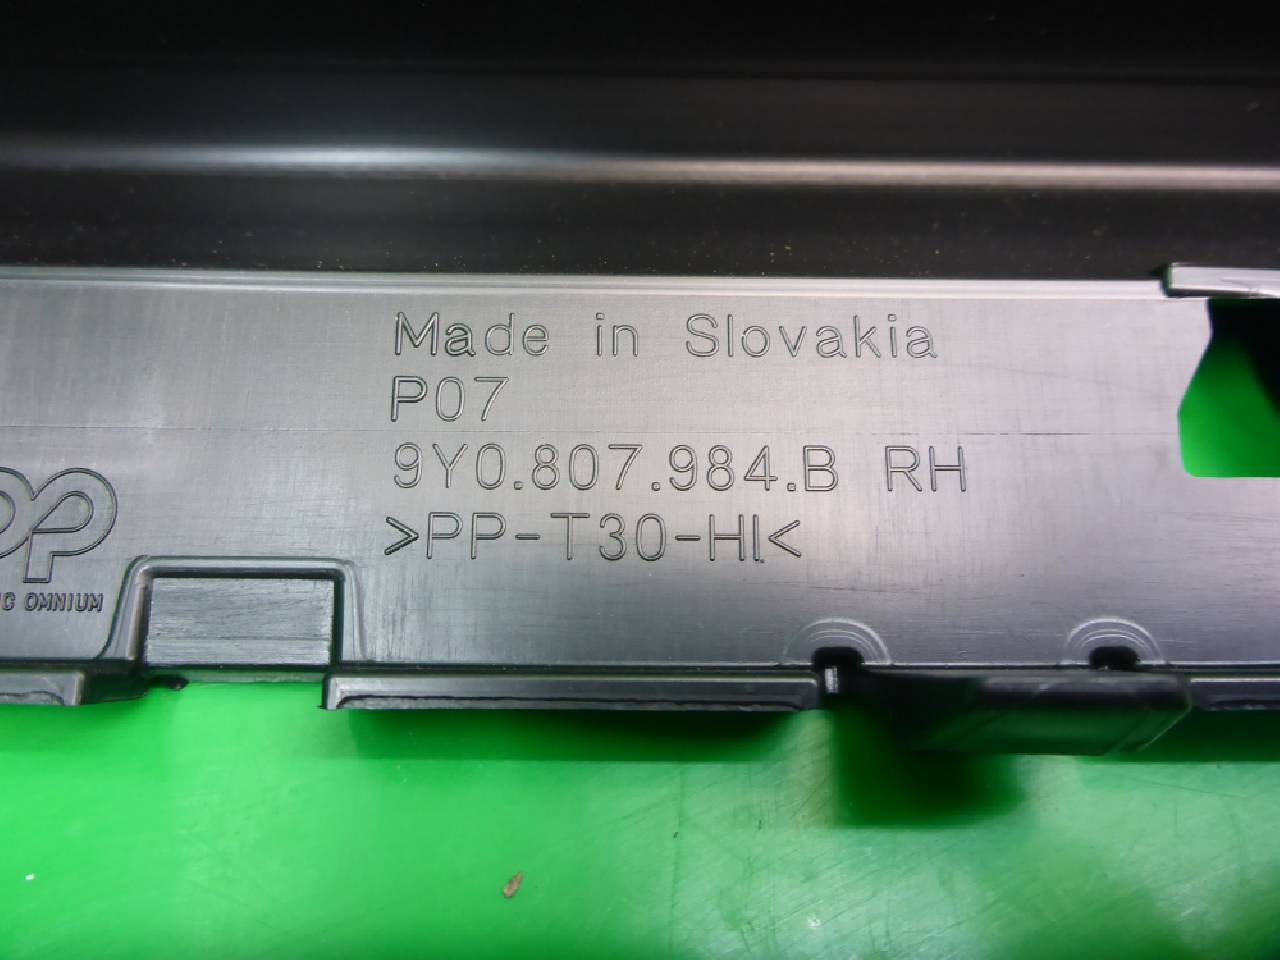 Made in Slovakia
P07
9Y0.807.984.B RH
>PP-T30-HI<
OMNIUM